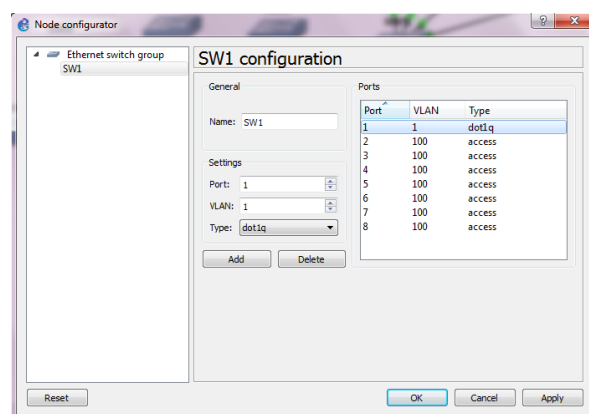 Node configurator
Ethernet switch group
SW1
SW1 configuration
General
Name: SW1
Settings
Port: 1
VLAN: 1
Type: dot1q
Add Delete
Ports
Port VLAN Type
1 1 dot1q
2 100 access
3 100 access
4 100 access
5 100 access
6 100 access
7 100 access
8 100 access
Reset OK Cancel Apply